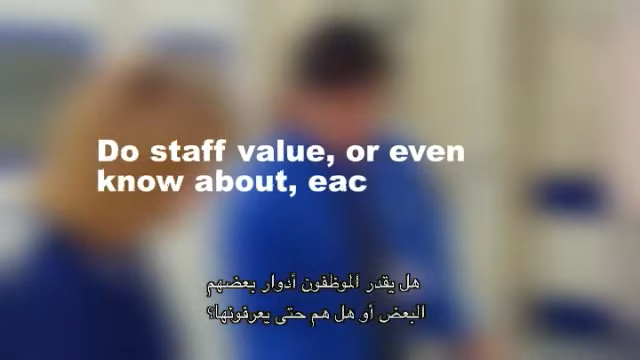 Do staff value, or even
know about, eac
هل يقدر الموظفون أدوار بعضهم
البعض أو هل هم حتى يعرفونها؟